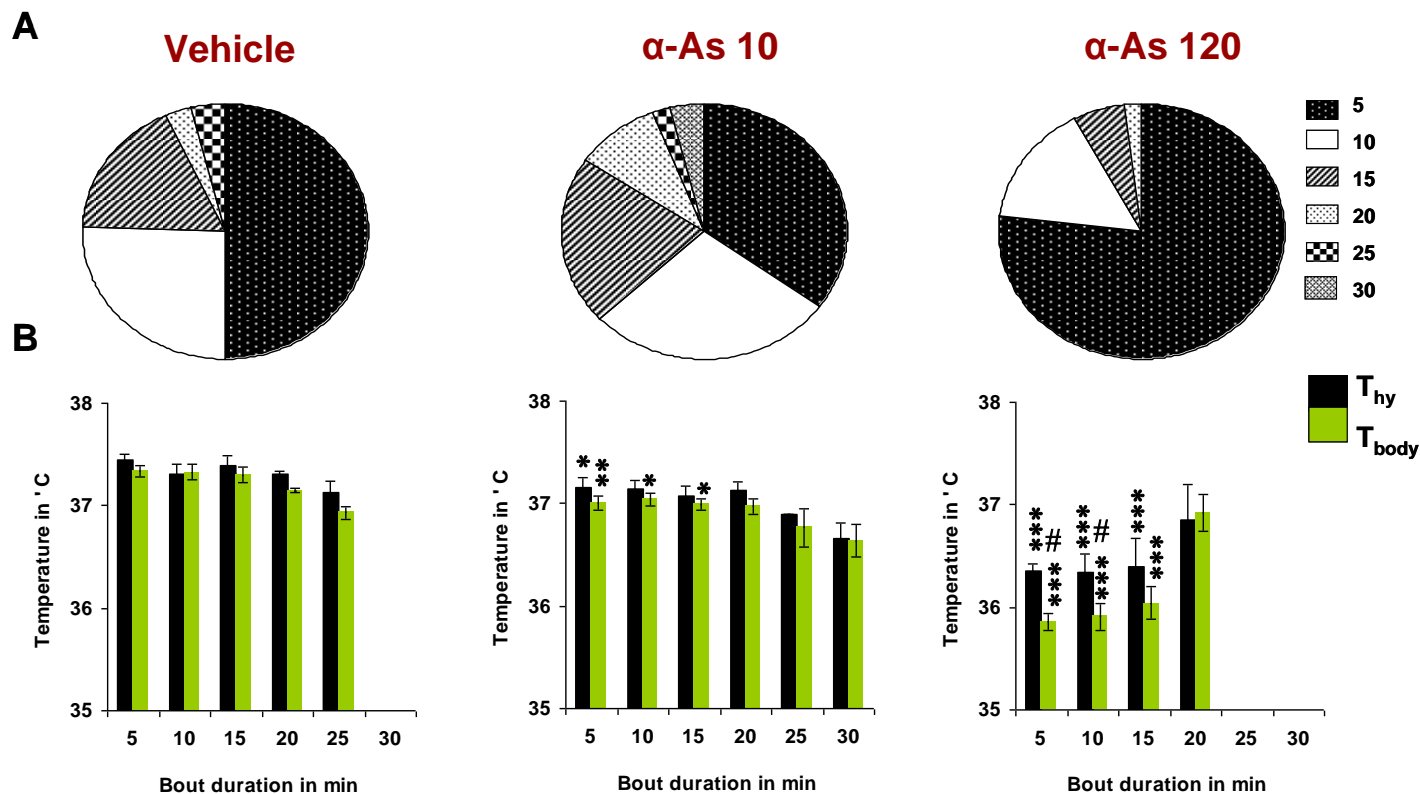 A
Vehicle
α-As 10
α-As 120
5
10
15
20
25
30
B
T hy
T body
38
37
36
35
Temperature in ' C
5 10 15 20 25 30
Bout duration in min
38
37
36
35
Temperature in ' C
* ** * *
5 10 15 20 25 30
Bout duration in min
38
37
36
35
Temperature in ' C
*** # *** *** # *** *** ***
5 10 15 20 25 30
Bout duration in min